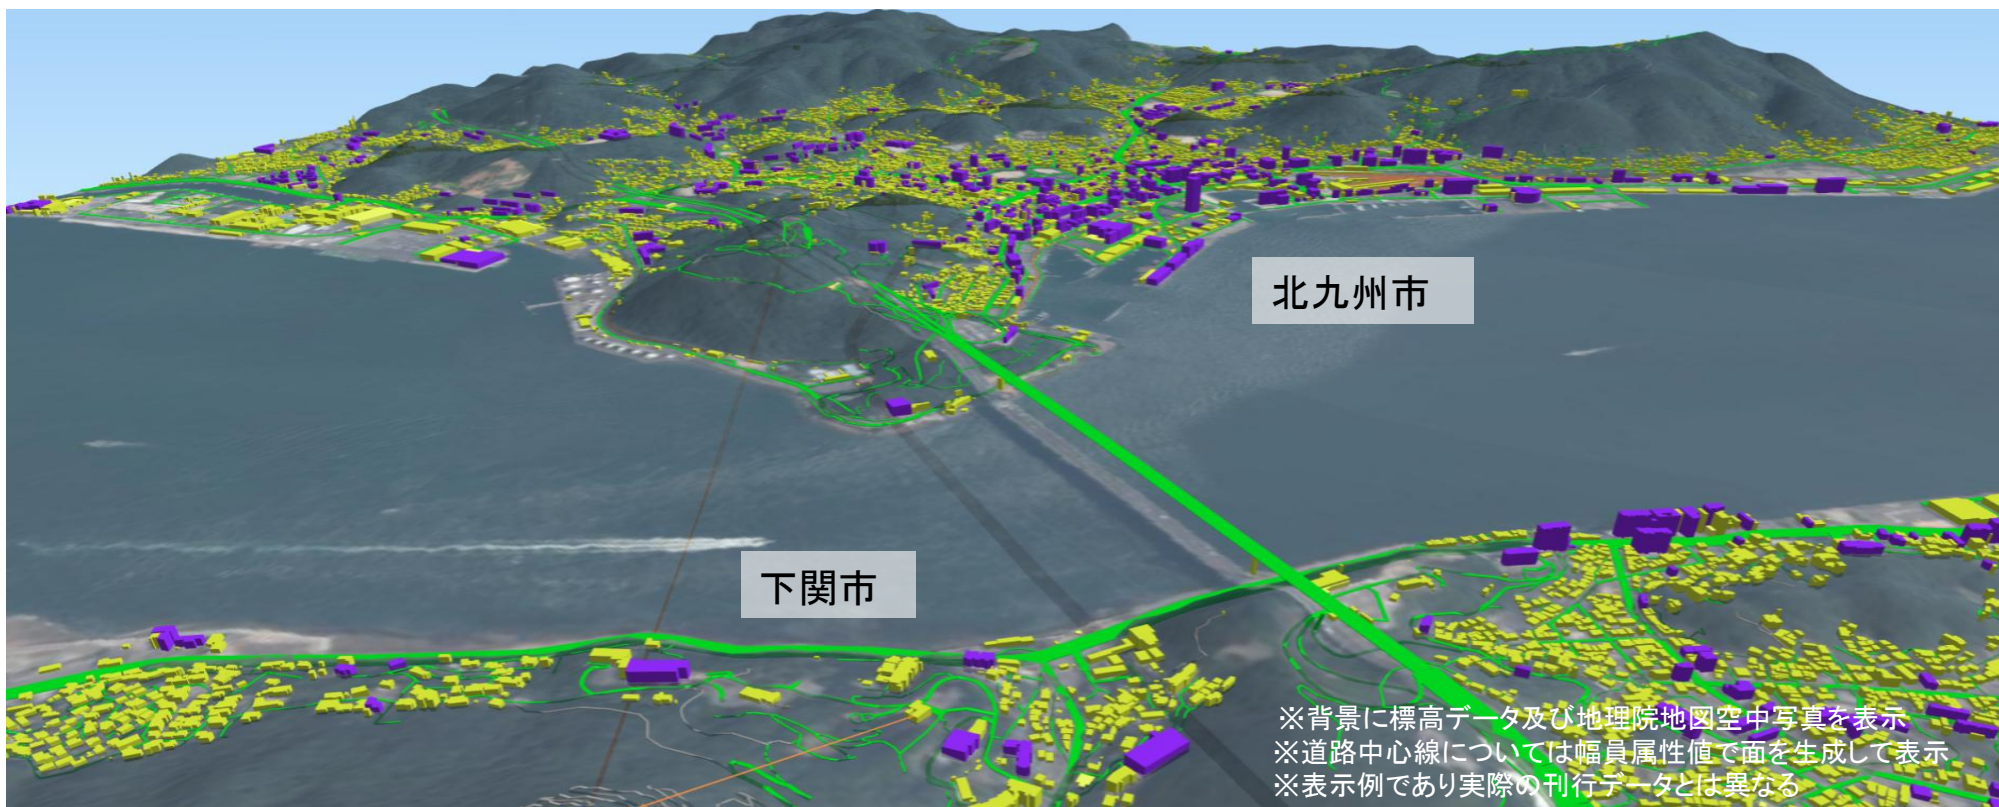 北九州市
下関市
※背景に標高データ及び地理院地図空中写真を表示
※道路中心線については幅員属性値で面を生成して表示
※表示例であり実際の刊行データとは異なる